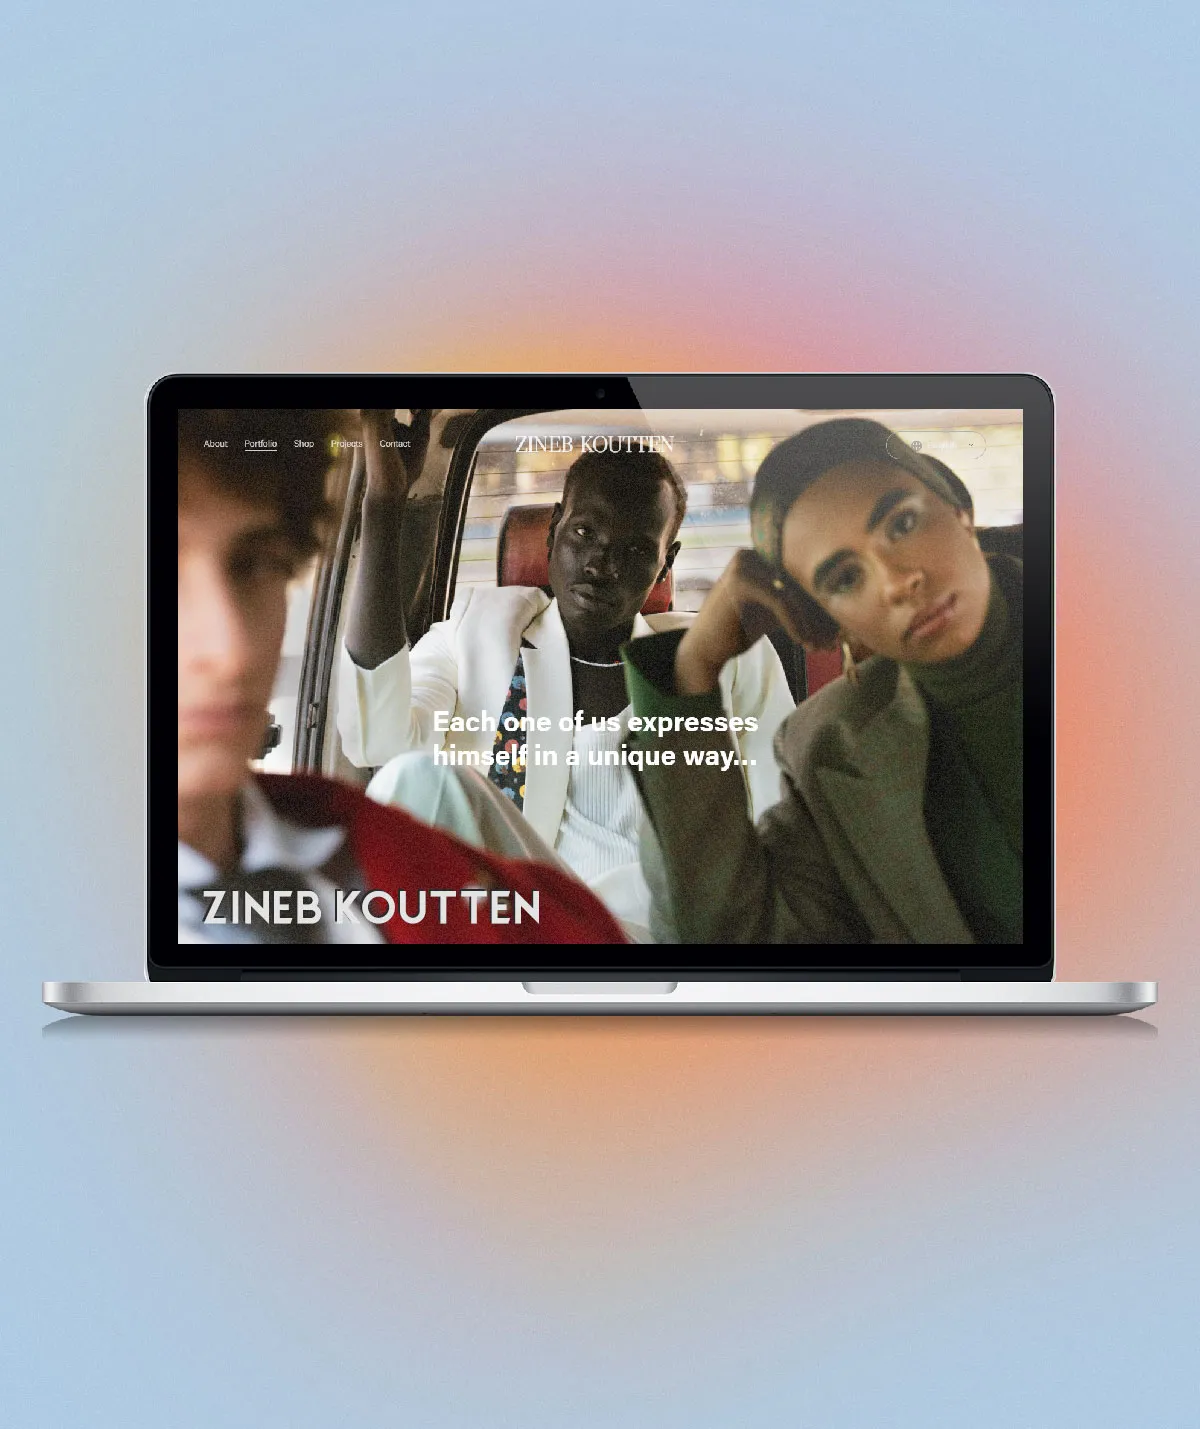 About Portfolio Shop Projects Contact
ZINEB KOUTTEN
Each one of us expresses
himself in a unique way...
ZINEB KOUTTEN